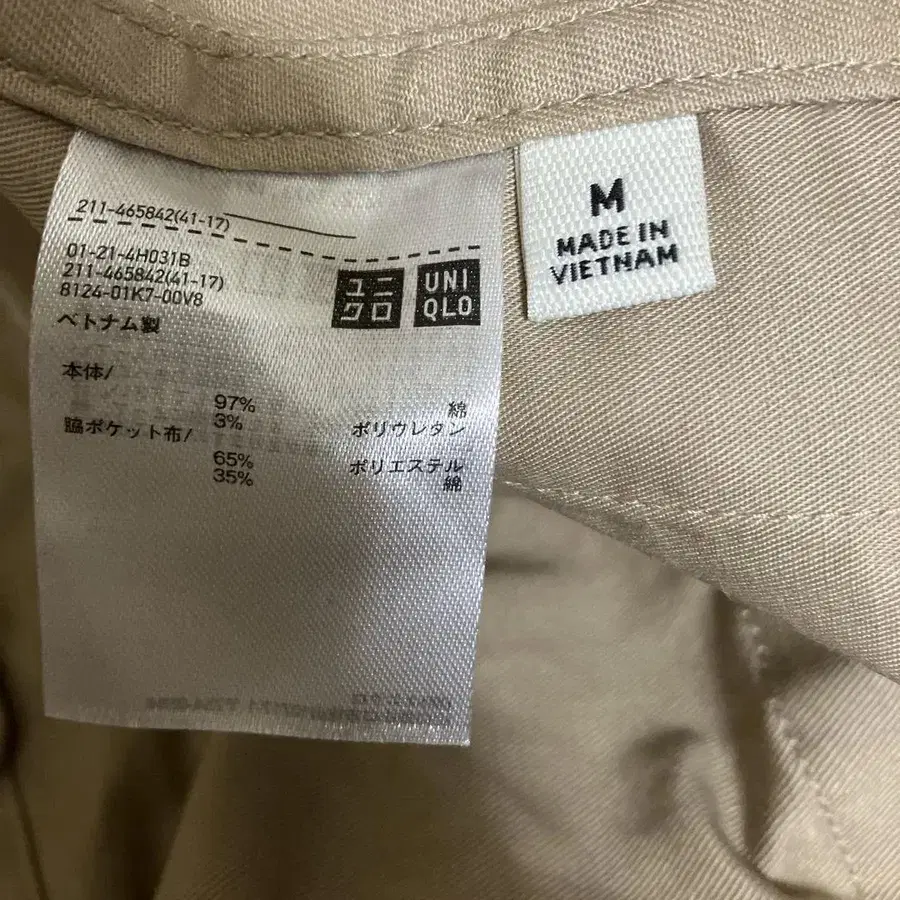 211-465842(41-17)
01-21-4H031B
211-465842(41-17)
8124-01K7-00V8
ベトナム製
ユニ
クロ
UNI
QLO
本体/
97% 綿
3% ポリウレタン
脇ポケット布/
65% ポリエステル
35% 綿
M
MADE IN
VIETNAM